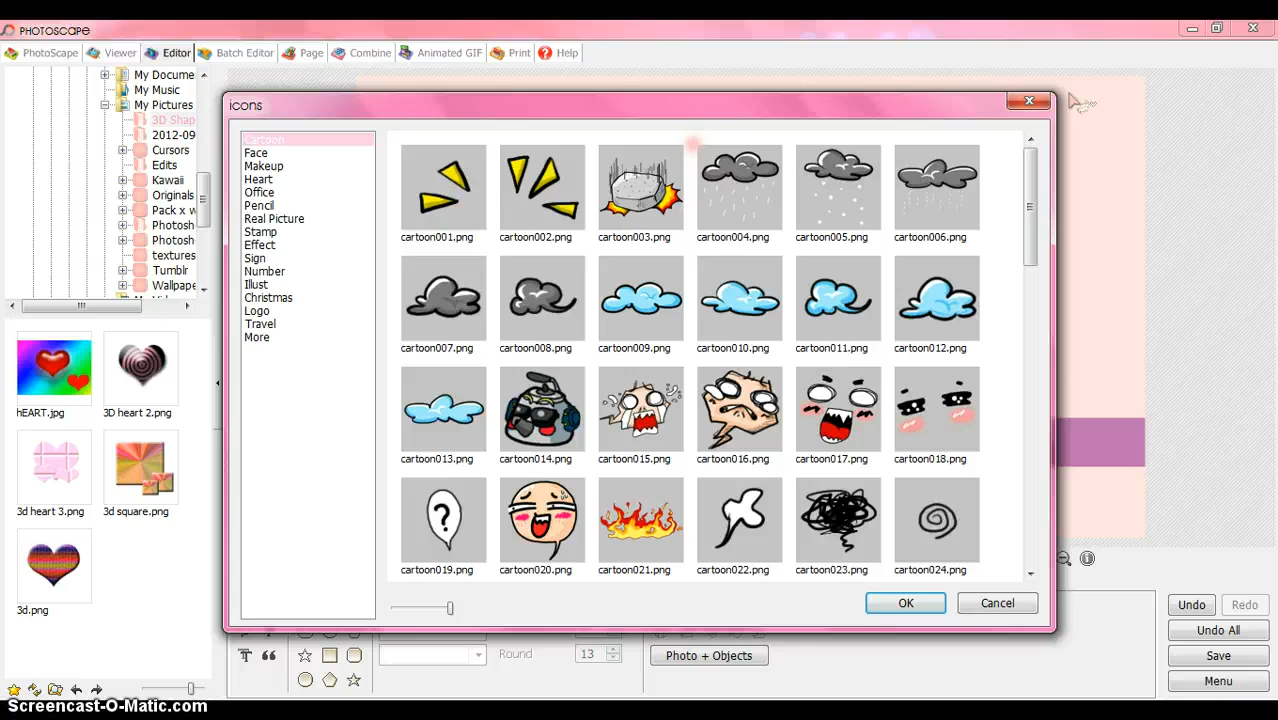 PHOTOSCAPE
PhotoScape Viewer Editor Batch Editor Page Combine Animated GIF Print Help
My Docume
My Music
My Pictures
3D Shap
2012-09
Cursors
Edits
Kawaii
Originals
Pack x w
Photosh
Photosh
textures
Tumblr
Wallpape
hEART.jpg
3D heart 2.png
3d heart 3.png
3d square.png
3d.png
icons
Cartoon
Face
Makeup
Heart
Office
Pencil
Real Picture
Stamp
Effect
Sign
Number
Illust
Christmas
Logo
Travel
More
cartoon001.png cartoon002.png cartoon003.png cartoon004.png cartoon005.png cartoon006.png
cartoon007.png cartoon008.png cartoon009.png cartoon010.png cartoon011.png cartoon012.png
cartoon013.png cartoon014.png cartoon015.png cartoon016.png cartoon017.png cartoon018.png
?
cartoon019.png cartoon020.png cartoon021.png cartoon022.png cartoon023.png cartoon024.png
OK Cancel
T Round 13
Photo + Objects
Undo Redo
Undo All
Save
Menu
Screencast-O-Matic.com